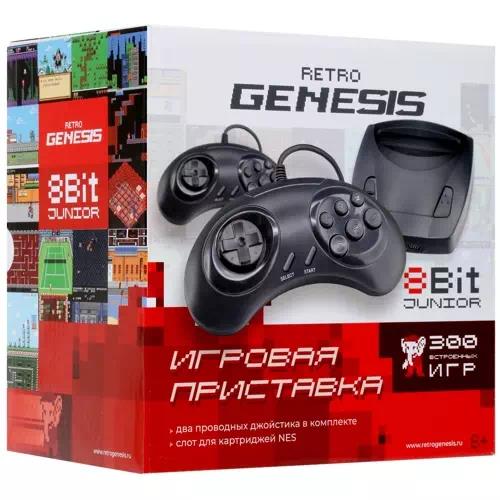 RETRO
GENESIS
8Bit
JUNIOR
RETRO
GENESIS
SELECT
START
8Bit
JUNIOR
300
ВСТРОЕННЫХ
ИГР
ИГРОВАЯ
ПРИСТАВКА
▸ два проводных джойстика в комплекте
▸ слот для картриджей NES
www.retrogenesis.ru
www.retrogenesis.ru
8+